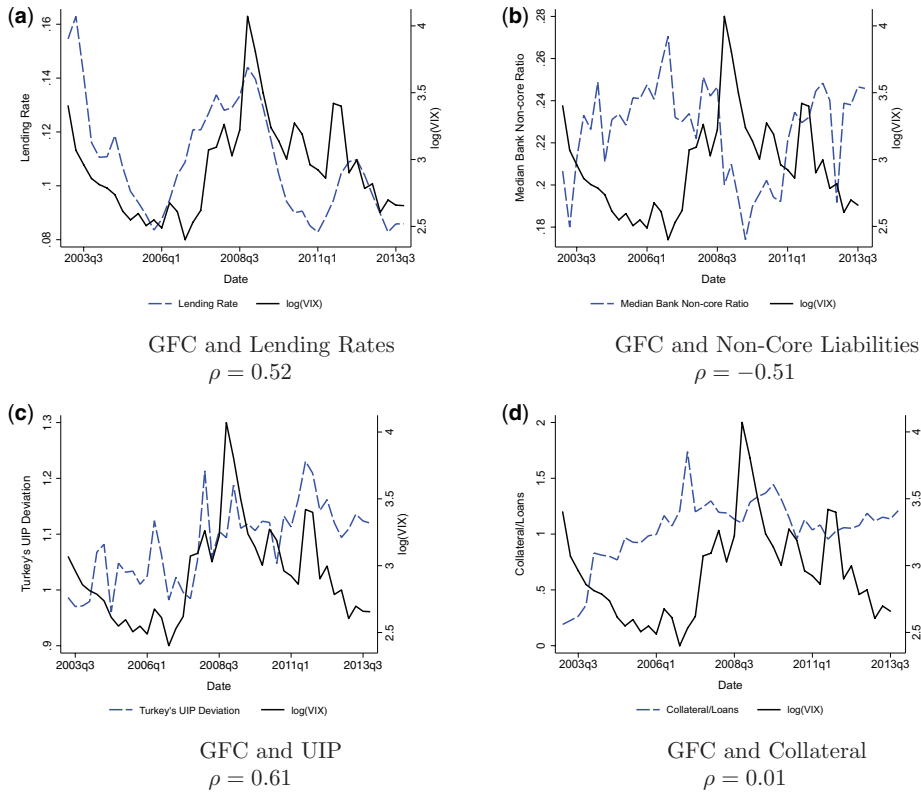 (a)
.16
.14
.12
.1
.08
Lending Rate
4
3.5
3
2.5
log(VIX)
2003q3 2006q1 2008q3 2011q1 2013q3
Date
Lending Rate log(VIX)
GFC and Lending Rates
ρ = 0.52
(b)
.28
.26
.24
.22
.2
.18
Median Bank Non-core Ratio
4
3.5
3
2.5
log(VIX)
2003q3 2006q1 2008q3 2011q1 2013q3
Date
Median Bank Non-core Ratio log(VIX)
GFC and Non-Core Liabilities
ρ = −0.51
(c)
1.3
1.2
1.1
1
.9
Turkey's UIP Deviation
4
3.5
3
2.5
log(VIX)
2003q3 2006q1 2008q3 2011q1
Date
Turkey's UIP Deviation log(VIX)
GFC and UIP
ρ = 0.61
(d)
2
1.5
1
.5
0
Collateral/Loans
4
3.5
3
2.5
log(VIX)
2003q3 2006q1 2008q3 2011q1 2013q3
Date
Collateral/Loans log(VIX)
GFC and Collateral
ρ = 0.01